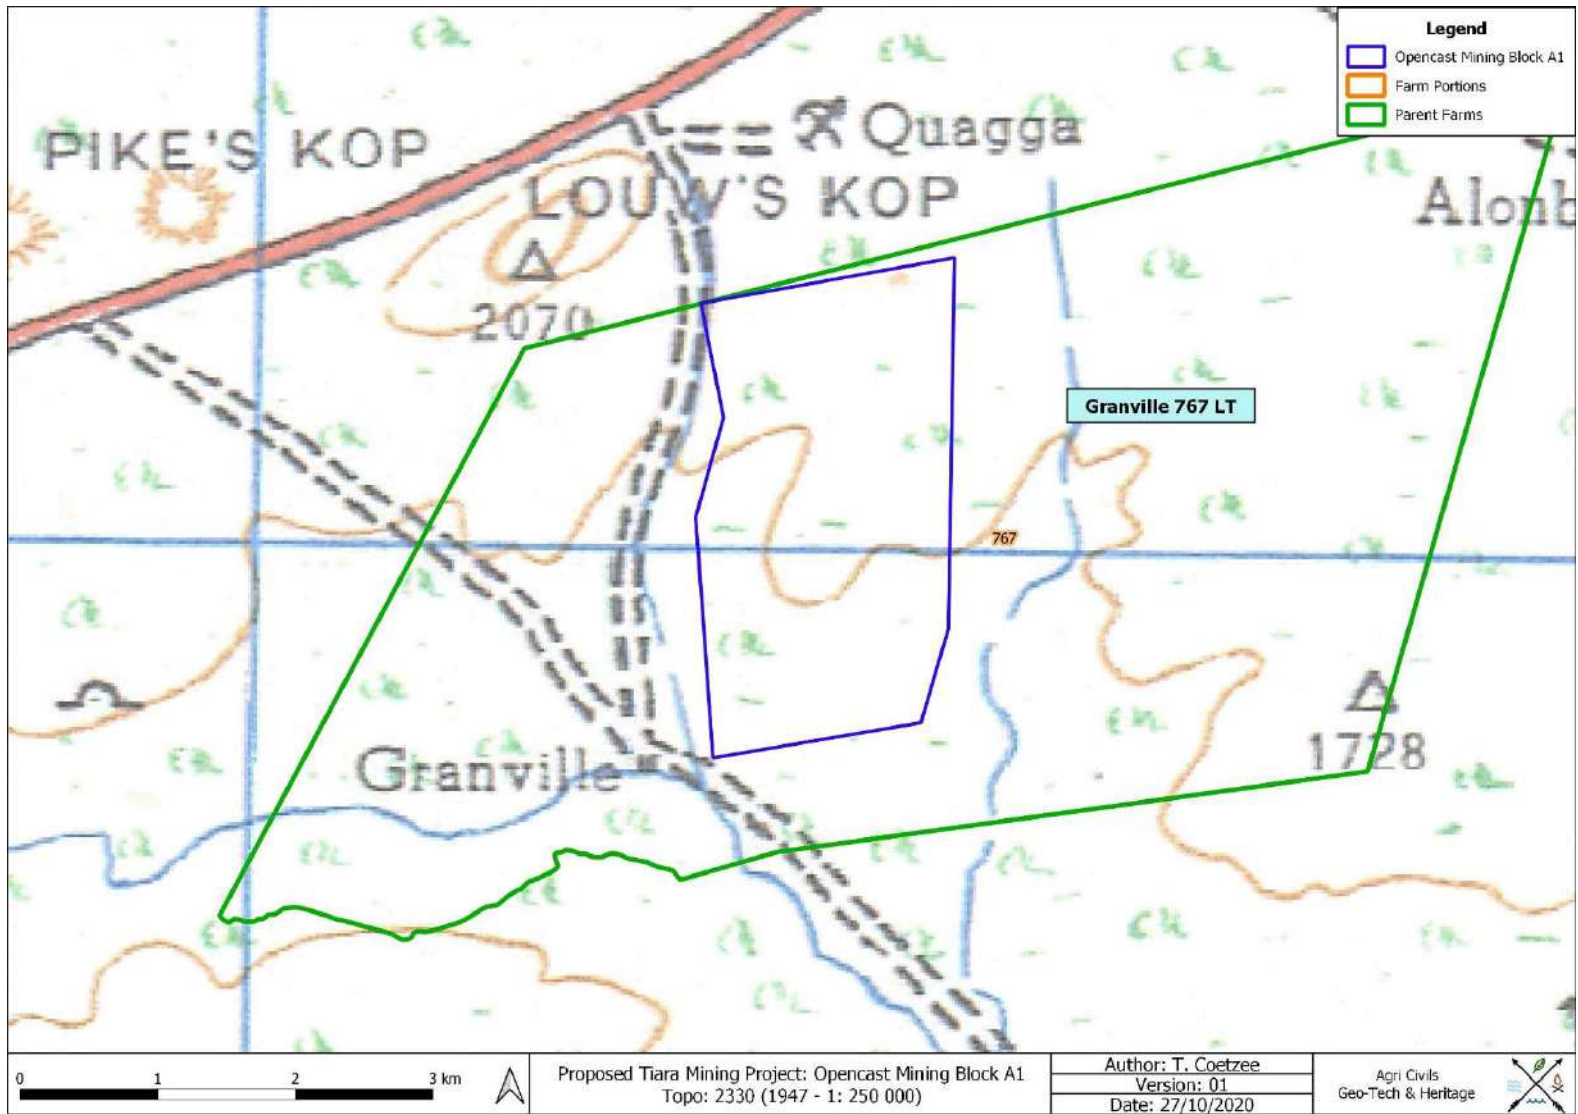 Legend
Opencast Mining Block A1
Farm Portions
Parent Farms
PIKE'S KOP
Quagga
LOUW'S KOP
2070
Granville 767 LT
767
Granville
1728
0 1 2 3 km
Proposed Tiara Mining Project: Opencast Mining Block A1
Topo: 2330 (1947 - 1: 250 000)
Author: T. Coetzee
Version: 01
Date: 27/10/2020
Agri Civils
Geo-Tech & Heritage